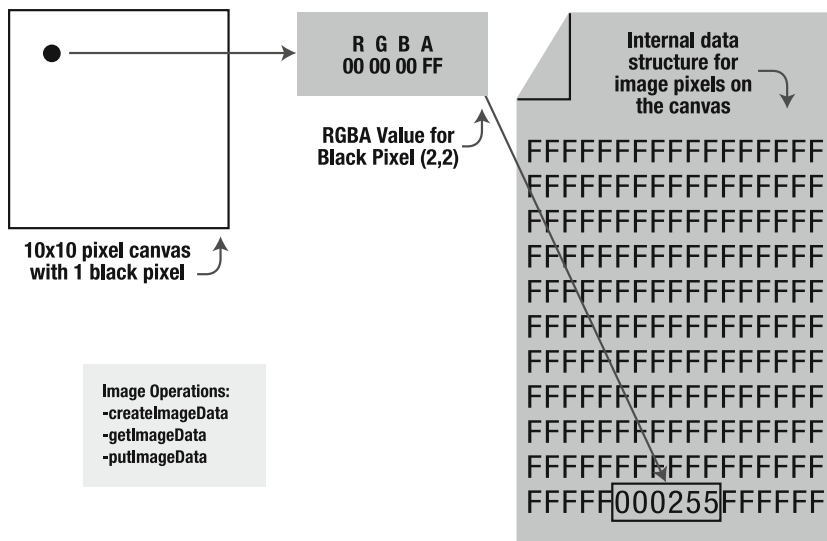 R G B A
00 00 00 FF
RGBA Value for
Black Pixel (2,2)
10x10 pixel canvas
with 1 black pixel
Image Operations:
-createImageData
-getImageData
-putImageData
Internal data
structure for
image pixels on
the canvas
FFFFFFFFFFFFFFFFF
FFFFFFFFFFFFFFFFF
FFFFFFFFFFFFFFFFF
FFFFFFFFFFFFFFFFF
FFFFFFFFFFFFFFFFF
FFFFFFFFFFFFFFFFF
FFFFFFFFFFFFFFFFF
FFFFFFFFFFFFFFFFF
FFFFFFFFFFFFFFFFF
FFFFFFFFFFFFFFFFF
FFFFF000255FFFFFF